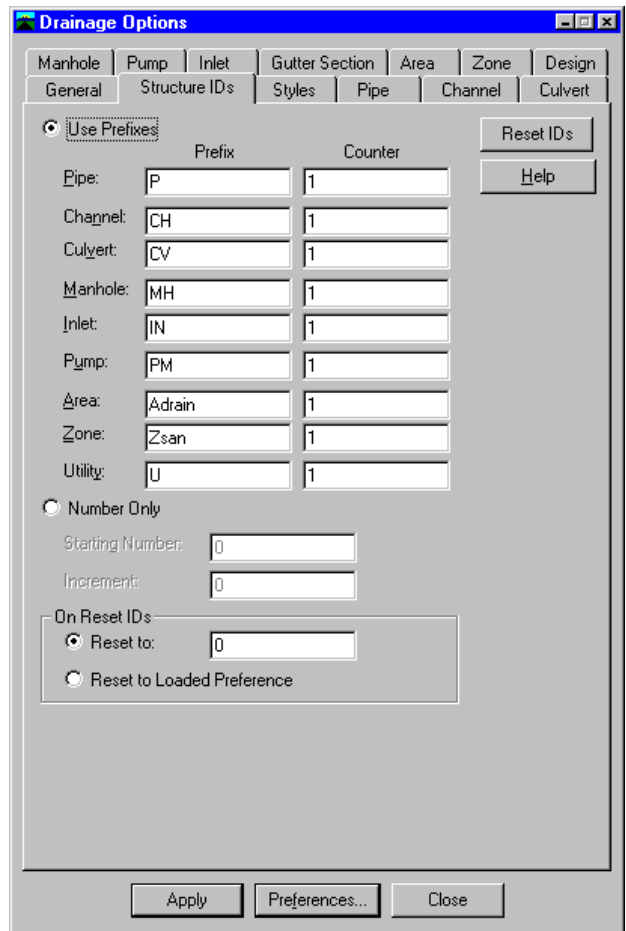 Drainage Options
Manhole Pump Inlet Gutter Section Area Zone Design
General Structure IDs Styles Pipe Channel Culvert
Use Prefixes Reset IDs
Prefix Counter
Pipe: P 1 Help
Channel: CH 1
Culvert: CV 1
Manhole: MH 1
Inlet: IN 1
Pump: PM 1
Area: Adrain 1
Zone: Zsan 1
Utility: U 1
Number Only
Starting Number: 0
Increment: 0
On Reset IDs
Reset to: 0
Reset to Loaded Preference
Apply Preferences... Close